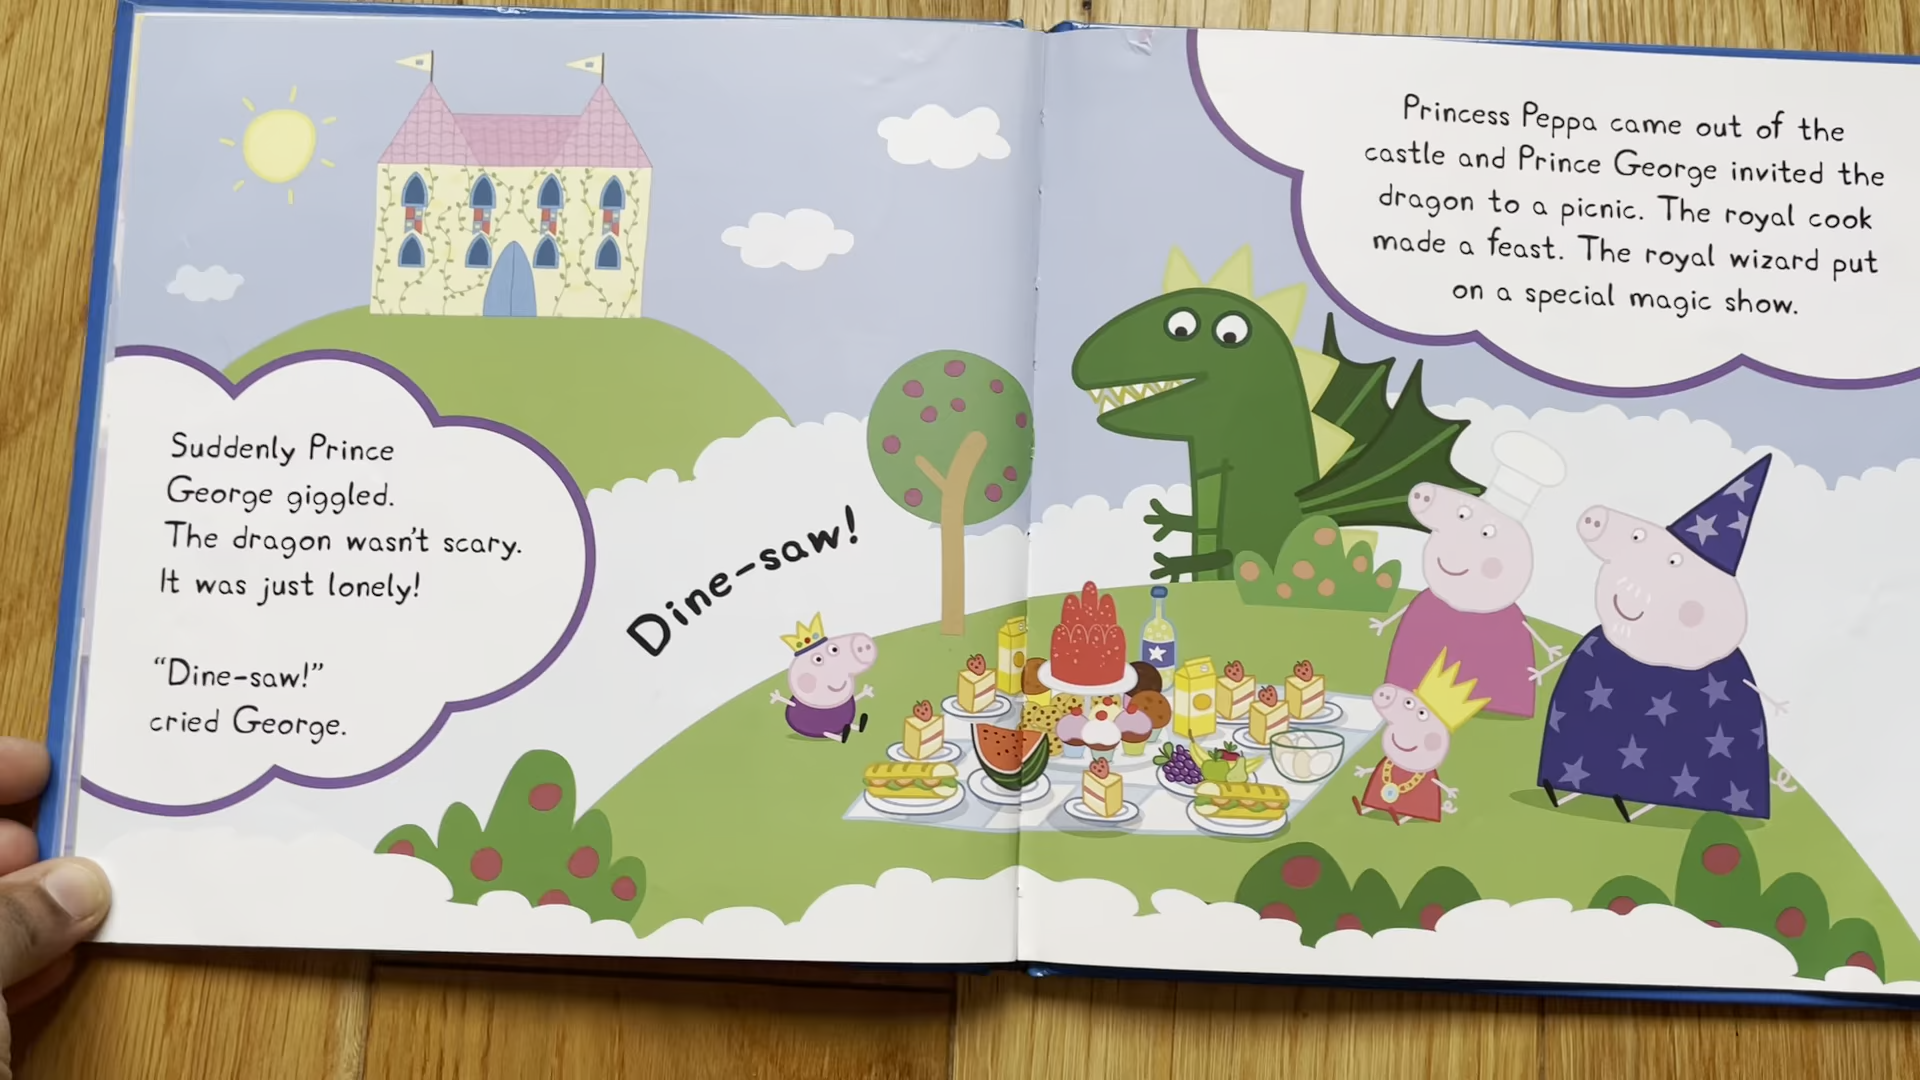 Suddenly Prince
George giggled.
The dragon wasn't scary.
It was just lonely!
“Dine-saw!”
cried George.
Dine-saw!
Princess Peppa came out of the
castle and Prince George invited the
dragon to a picnic. The royal cook
made a feast. The royal wizard put
on a special magic show.